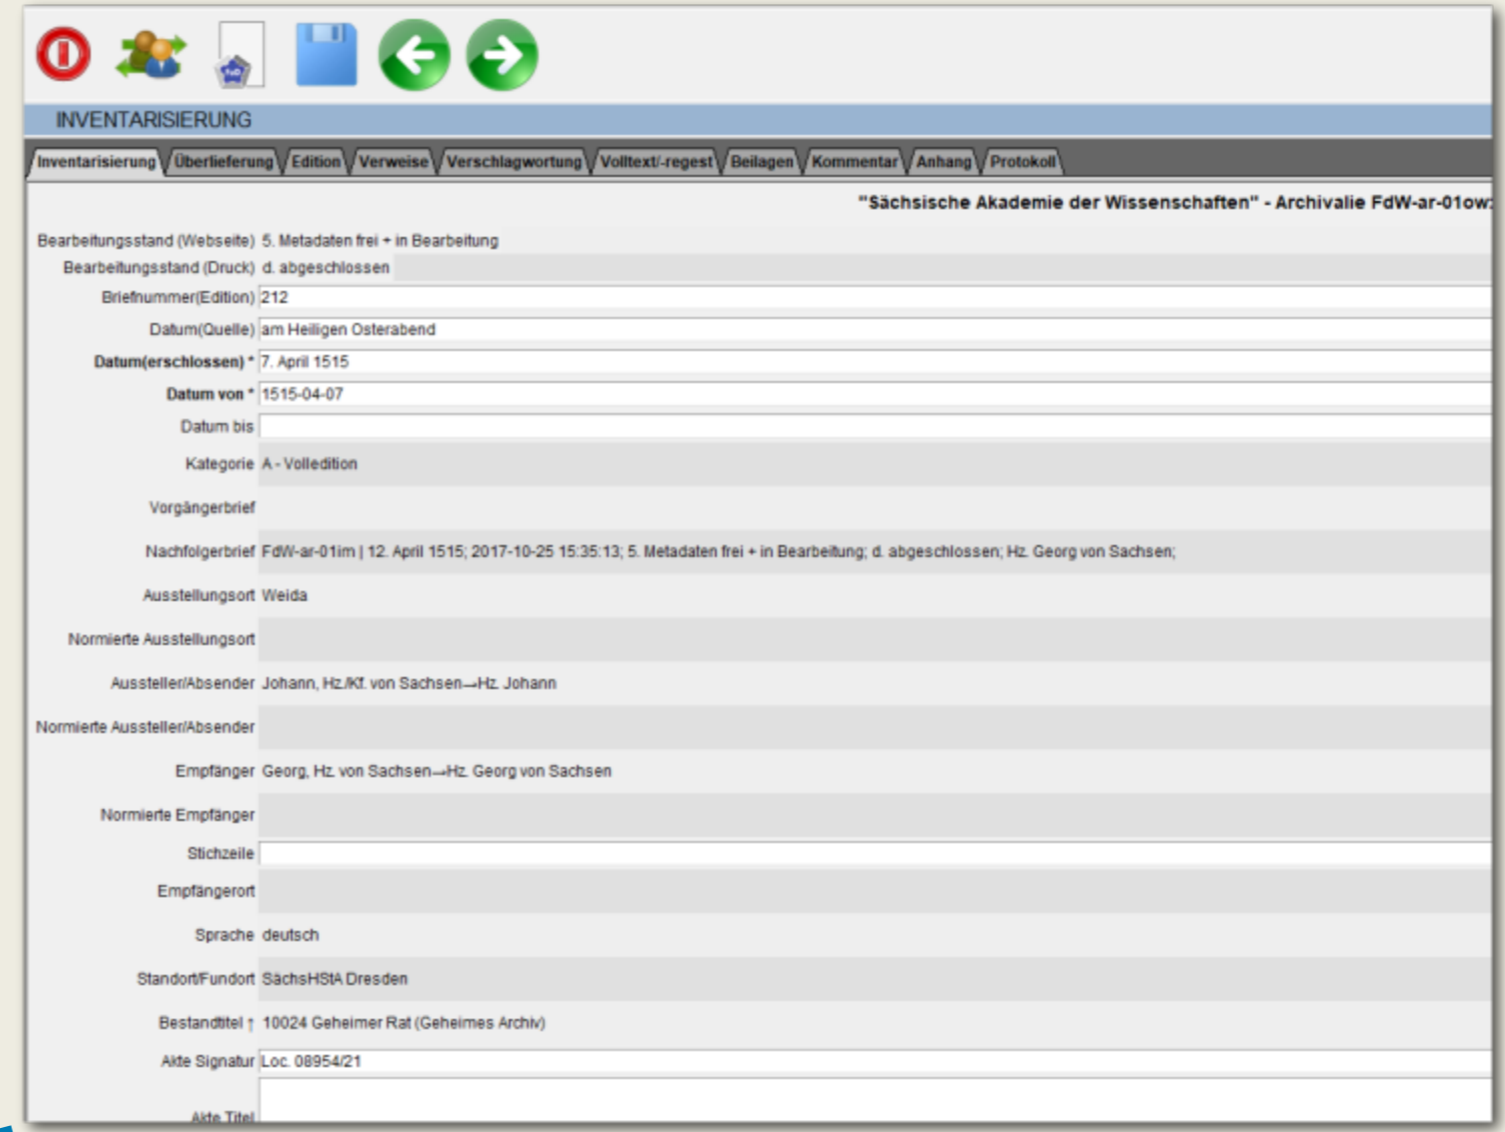 INVENTARISIERUNG
Inventarisierung Überlieferung Edition Verweise Verschlagwortung Volltext/-regest Beilagen Kommentar Anhang Protokoll
"Sächsische Akademie der Wissenschaften" - Archivalie FdW-ar-01ow:
Bearbeitungsstand (Webseite) 5. Metadaten frei + in Bearbeitung
Bearbeitungsstand (Druck) d. abgeschlossen
Briefnummer(Edition) 212
Datum(Quelle) am Heiligen Osterabend
Datum(erschlossen) * 7. April 1515
Datum von * 1515-04-07
Datum bis
Kategorie A - Volledition
Vorgängerbrief
Nachfolgerbrief FdW-ar-01im | 12. April 1515; 2017-10-25 15:35:13; 5. Metadaten frei + in Bearbeitung; d. abgeschlossen; Hz. Georg von Sachsen;
Ausstellungsort Weida
Normierte Ausstellungsort
Aussteller/Absender Johann, Hz./Kf. von Sachsen→Hz. Johann
Normierte Aussteller/Absender
Empfänger Georg, Hz. von Sachsen→Hz. Georg von Sachsen
Normierte Empfänger
Stichzeile
Empfängerort
Sprache deutsch
Standort/Fundort SächsHStA Dresden
Bestandtitel ↑ 10024 Geheimer Rat (Geheimes Archiv)
Akte Signatur Loc. 08954/21
Akte Titel